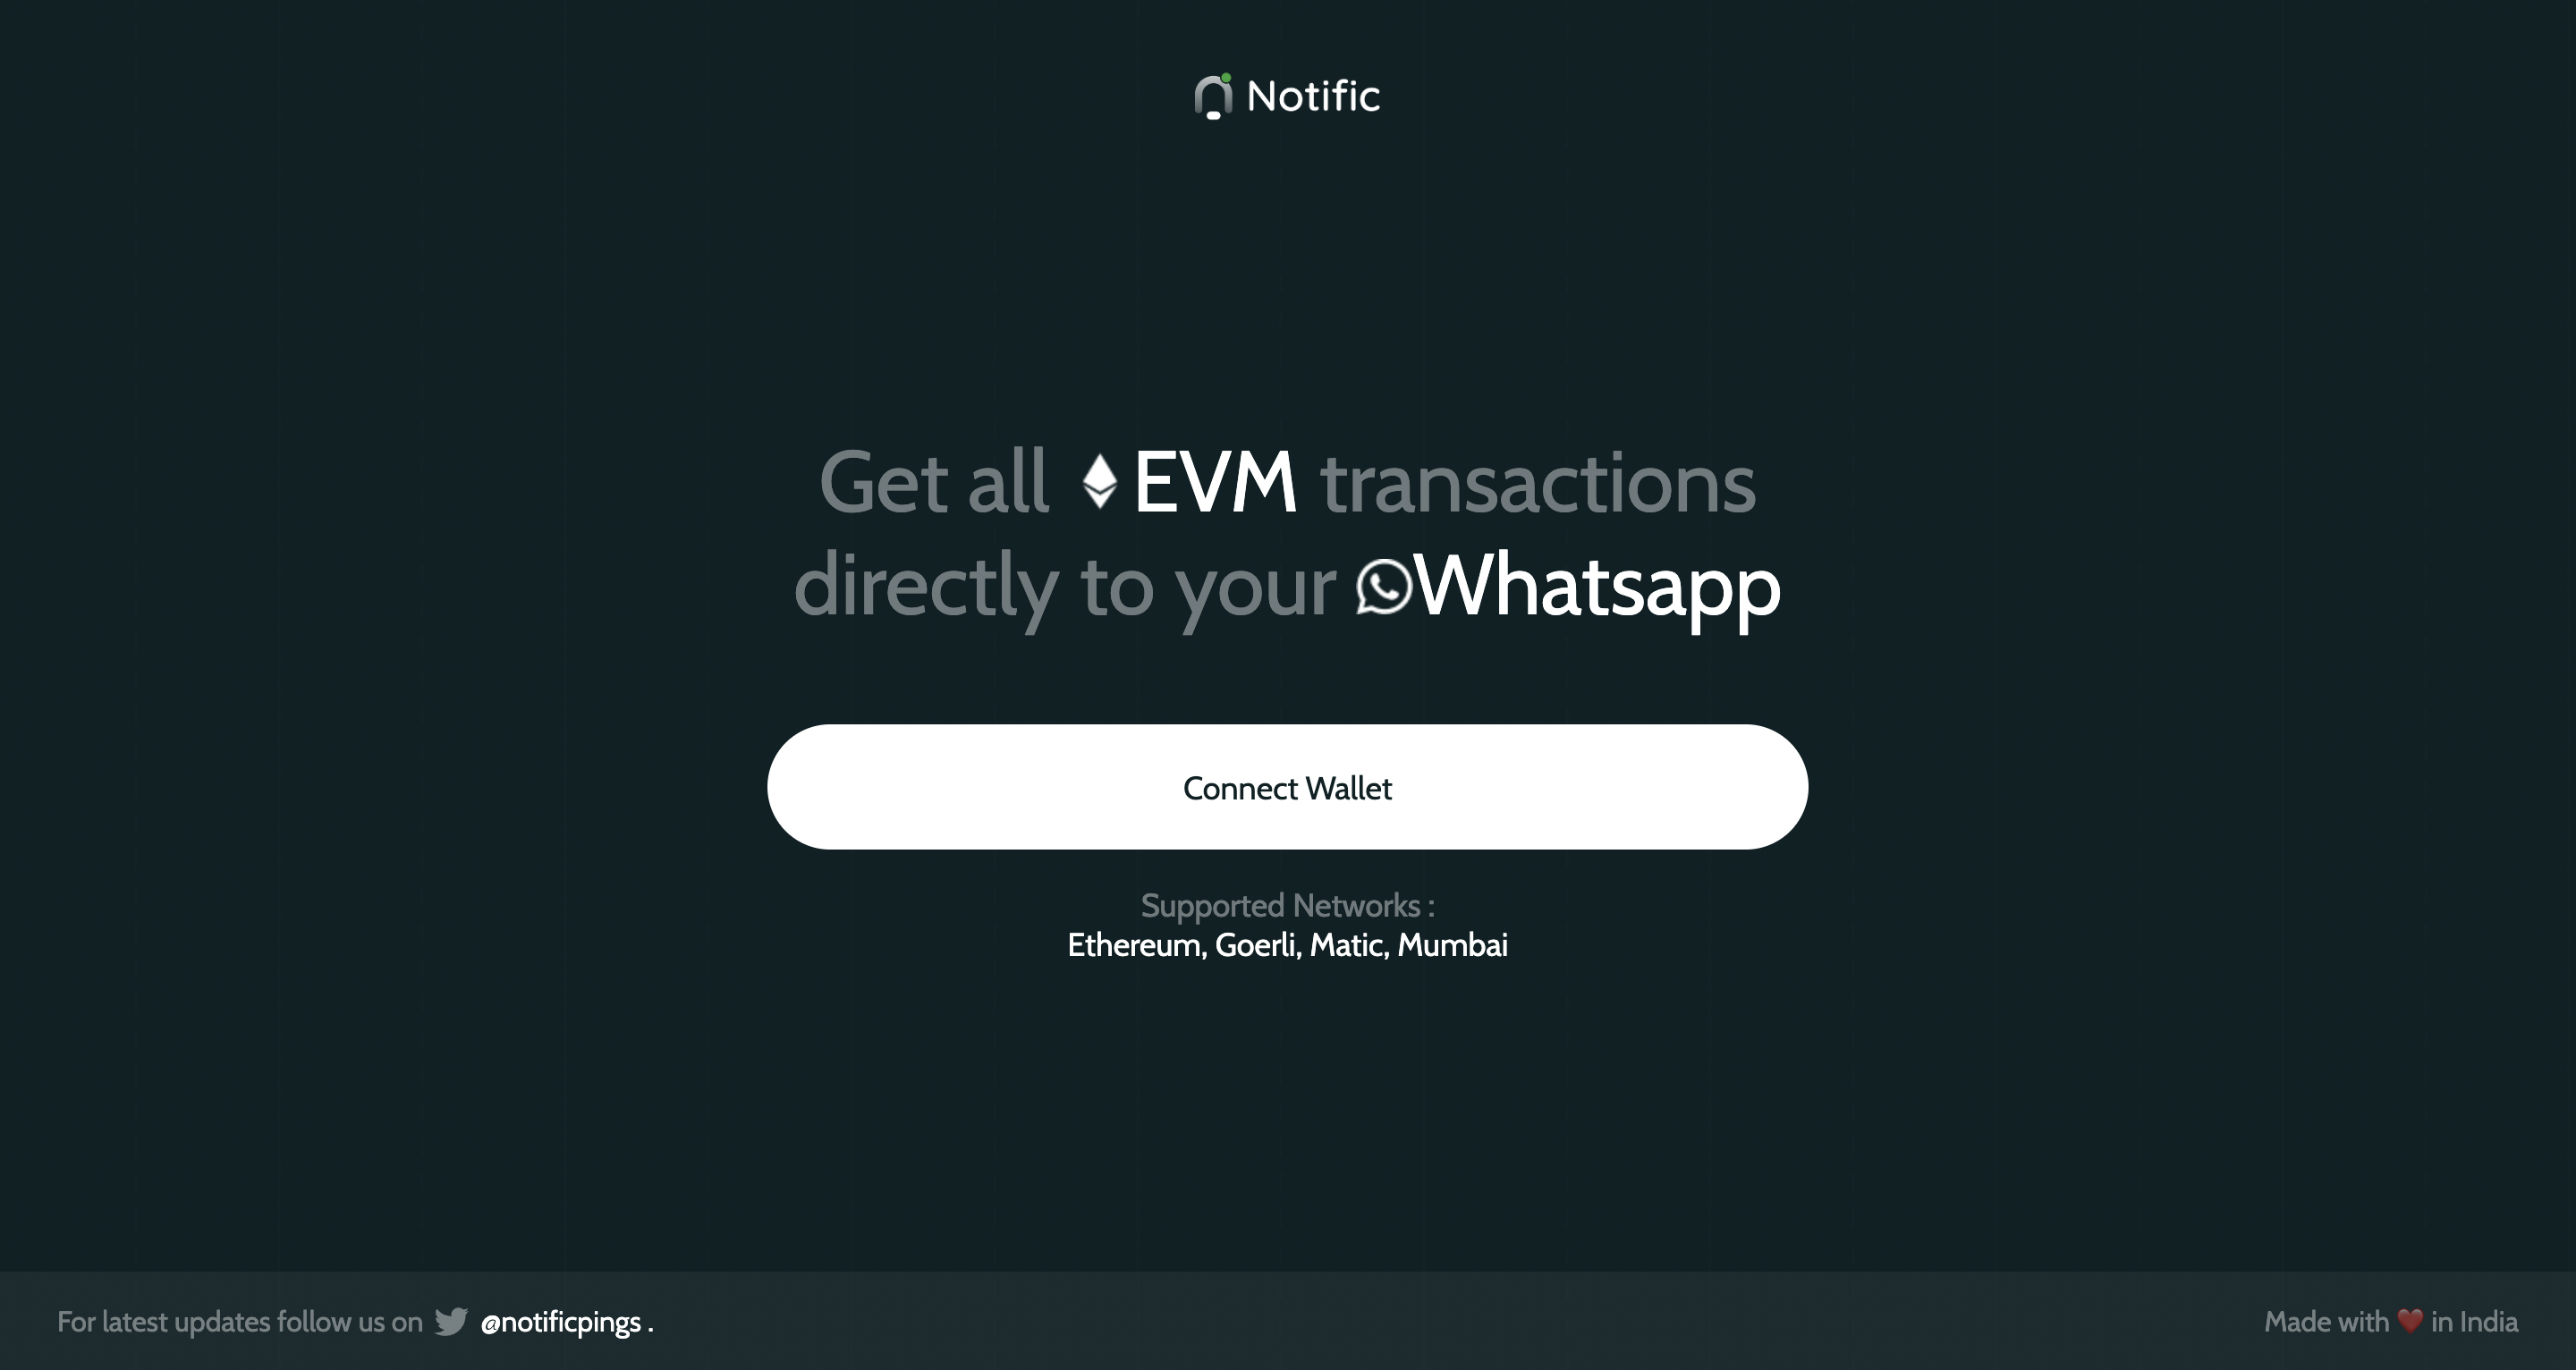 Notific
Get all EVM transactions
directly to your Whatsapp
Connect Wallet
Supported Networks :
Ethereum, Goerli, Matic, Mumbai
For latest updates follow us on @notificpings .
Made with ❤️ in India